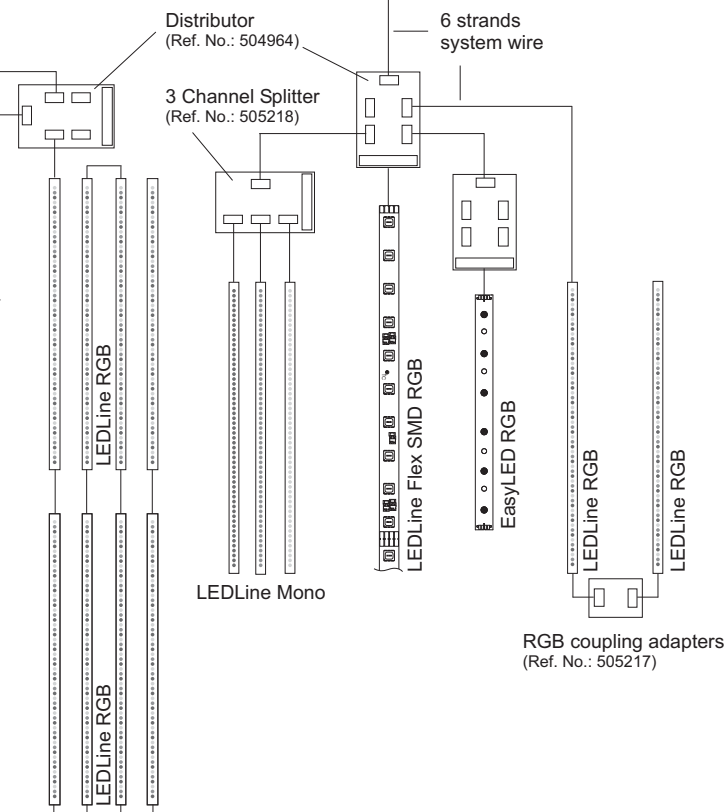 Distributor
(Ref. No.: 504964)
6 strands
system wire
3 Channel Splitter
(Ref. No.: 505218)
LEDLine RGB
LEDLine Flex SMD RGB
EasyLED RGB
LEDLine RGB
LEDLine RGB
LEDLine Mono
RGB coupling adapters
(Ref. No.: 505217)
LEDLine RGB